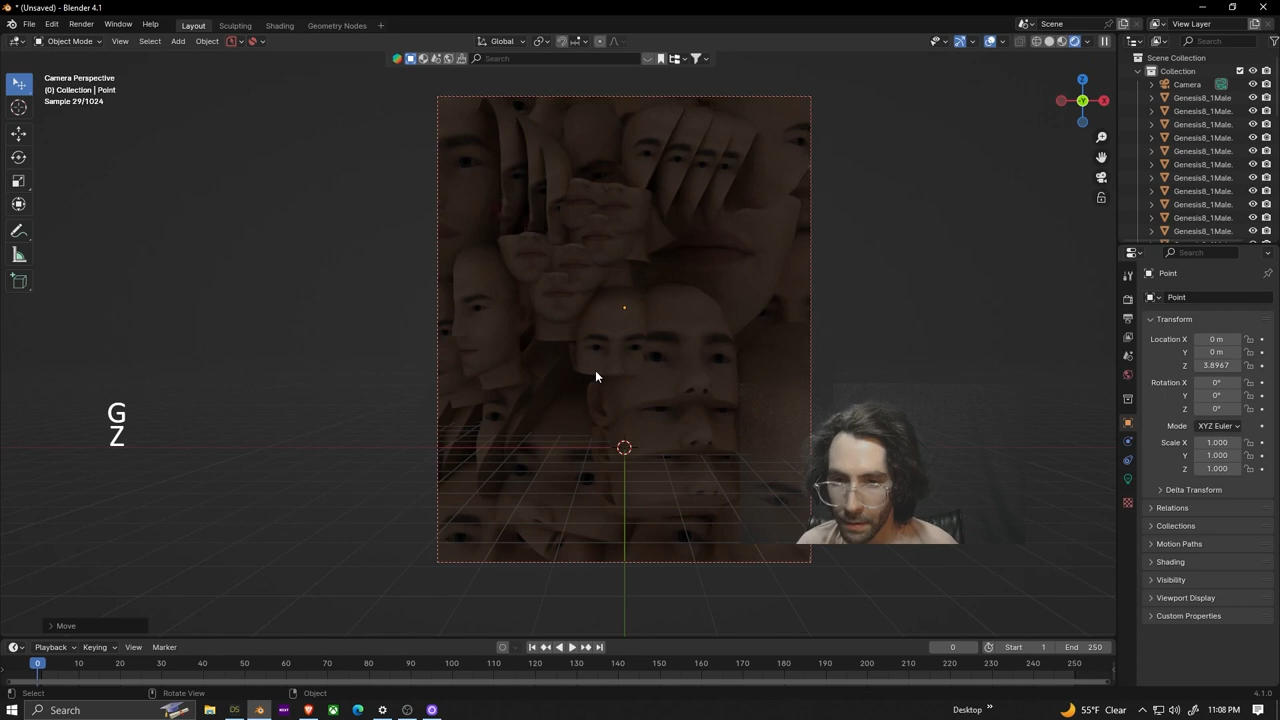 * (Unsaved) - Blender 4.1
File Edit Render Window Help Layout Sculpting Shading Geometry Nodes Scene View Layer
Object Mode View Select Add Object Global Search
Search
Camera Perspective
(0) Collection | Point
Sample 29/1024
Z
X
Y
G
Z
Move
Scene Collection
Collection
Camera
Genesis8_1Male
Genesis8_1Male.
Genesis8_1Male.
Genesis8_1Male.
Genesis8_1Male.
Genesis8_1Male.
Genesis8_1Male.
Genesis8_1Male.
Genesis8_1Male.
Genesis8_1Male.
Genesis8_1Male.
Search
Point
Point
Transform
Location X 0 m
Y 0 m
Z 3.8967
Rotation X 0°
Y 0°
Z 0°
Mode XYZ Euler
Scale X 1.000
Y 1.000
Z 1.000
Delta Transform
Relations
Collections
Motion Paths
Shading
Visibility
Viewport Display
Custom Properties
Playback Keying View Marker 0 Start 1 End 250
0 10 20 30 40 50 60 70 80 90 100 110 120 130 140 150 160 170 180 190 200 210 220 230 240 250
Select Rotate View Object 4.1.0
Search DS Desktop 55°F Clear 11:08 PM